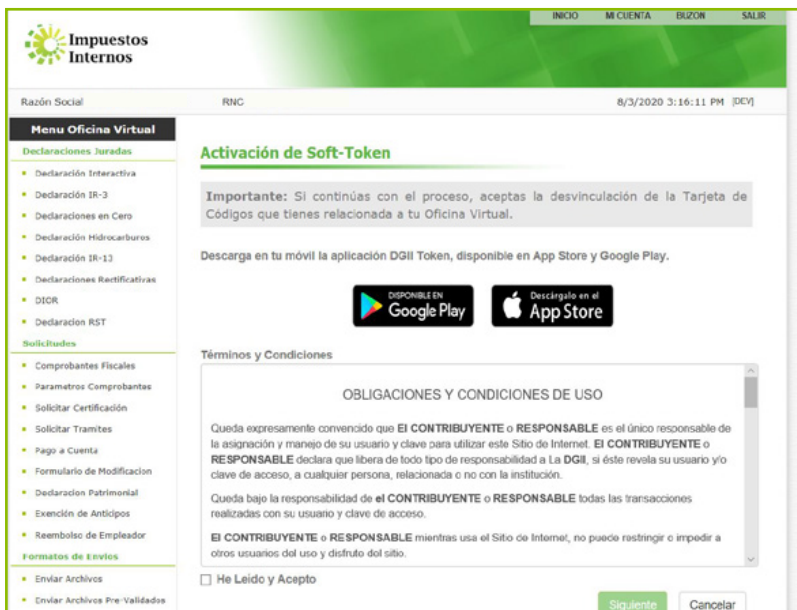 INICIO MI CUENTA BUZON SALIR
Impuestos
Internos
Razón Social RNC 8/3/2020 3:16:11 PM [DEV]
Menu Oficina Virtual
Declaraciones Juradas
Declaración Interactiva
Declaración IR-3
Declaraciones en Cero
Declaración Hidrocarburos
Declaración IR-13
Declaraciones Rectificativas
DIOR
Declaracion RST
Solicitudes
Comprobantes Fiscales
Parametros Comprobantes
Solicitar Certificación
Solicitar Tramites
Pago a Cuenta
Formulario de Modificacion
Declaracion Patrimonial
Exención de Anticipos
Reembolso de Empleador
Formatos de Envíos
Enviar Archivos
Enviar Archivos Pre-Validados
Activación de Soft-Token
Importante: Si continúas con el proceso, aceptas la desvinculación de la Tarjeta de
Códigos que tienes relacionada a tu Oficina Virtual.
Descarga en tu móvil la aplicación DGII Token, disponible en App Store y Google Play.
DISPONIBLE EN
Google Play
Descárgalo en el
App Store
Términos y Condiciones
OBLIGACIONES Y CONDICIONES DE USO
Queda expresamente convencido que El CONTRIBUYENTE o RESPONSABLE es el único responsable de
la asignación y manejo de su usuario y clave para utilizar este Sitio de Internet. El CONTRIBUYENTE o
RESPONSABLE declara que libera de todo tipo de responsabilidad a La DGII, si éste revela su usuario y/o
clave de acceso, a cualquier persona, relacionada o no con la institución.
Queda bajo la responsabilidad de el CONTRIBUYENTE o RESPONSABLE todas las transacciones
realizadas con su usuario y clave de acceso.
El CONTRIBUYENTE o RESPONSABLE mientras usa el Sitio de Internet, no puede restringir o impedir a
otros usuarios del uso y disfrute del sitio.
He Leído y Acepto
Siguiente Cancelar